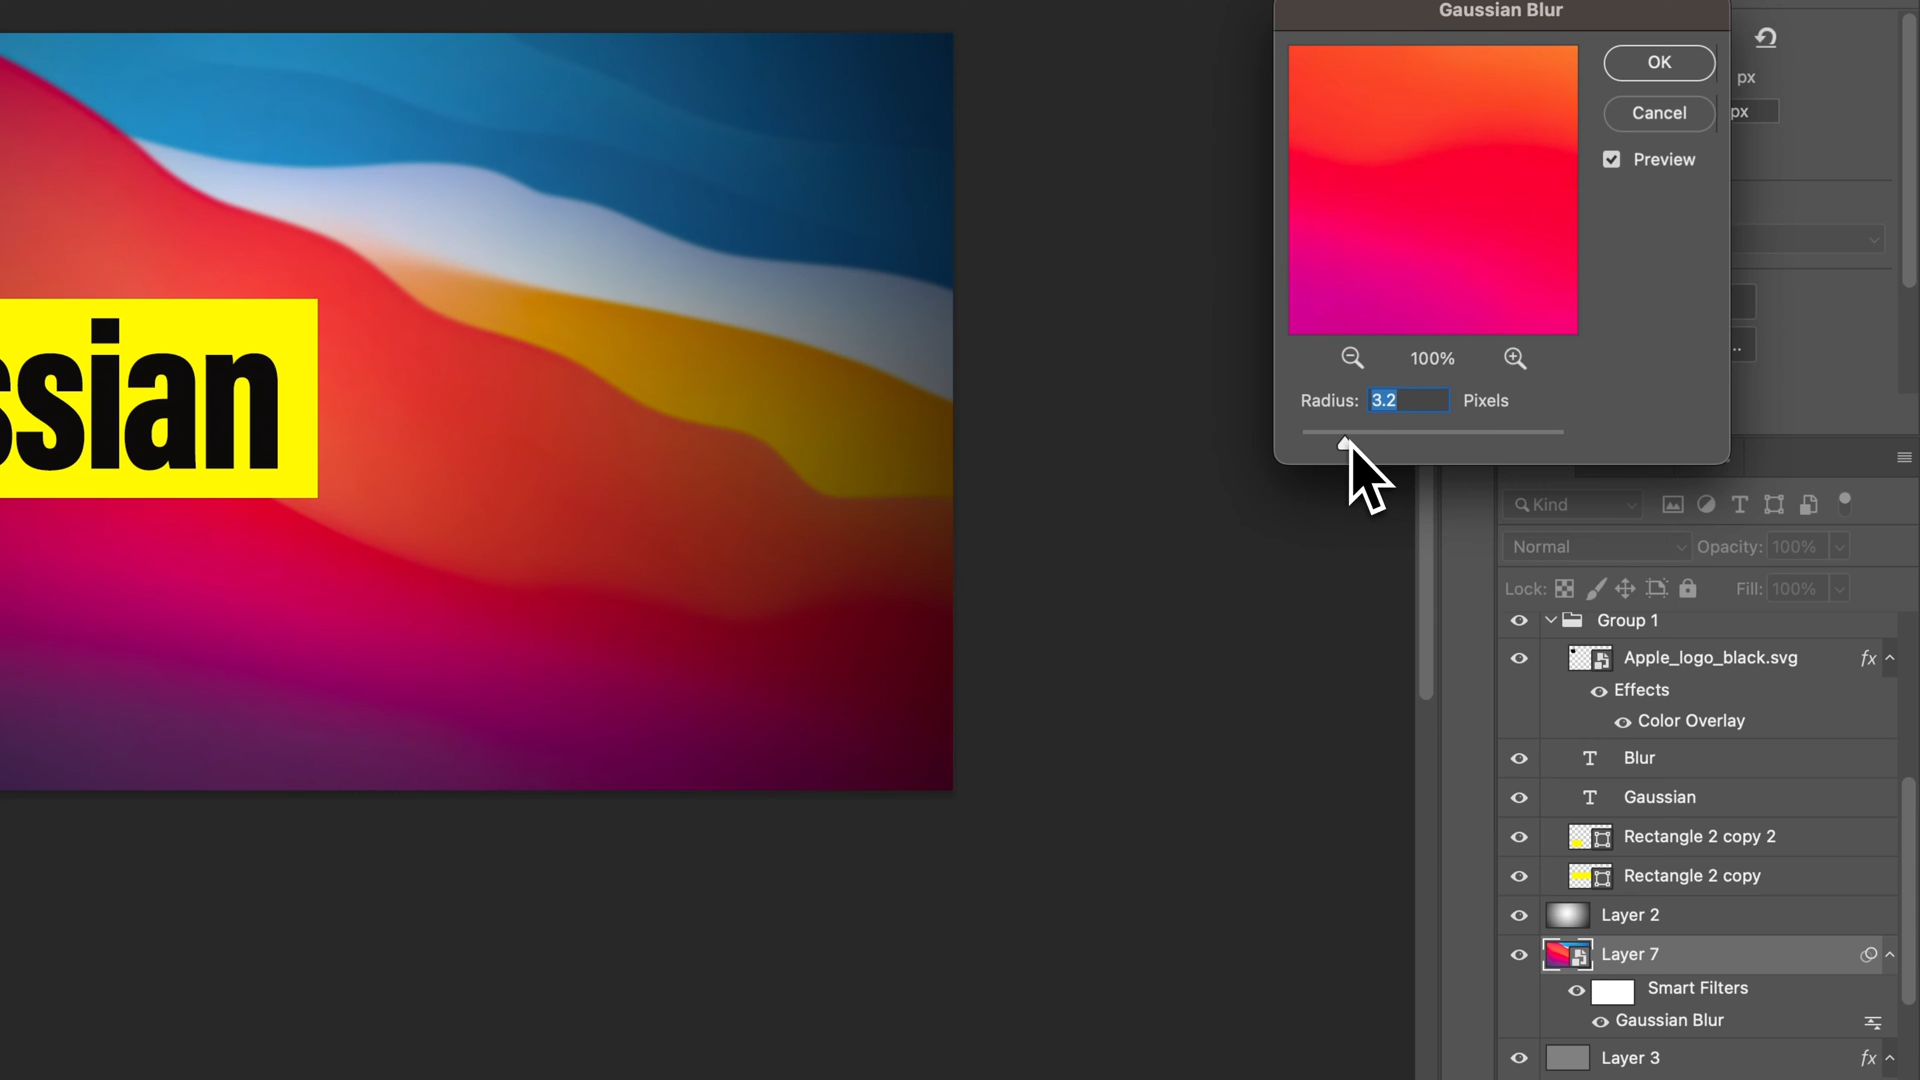 Gaussian Blur
OK
px
Cancel
px
Preview
ssian
100%
Radius: 3.2 Pixels
Kind
Normal Opacity: 100%
Lock: Fill: 100%
Group 1
Apple_logo_black.svg fx
Effects
Color Overlay
T Blur
T Gaussian
Rectangle 2 copy 2
Rectangle 2 copy
Layer 2
Layer 7
Smart Filters
Gaussian Blur
Layer 3 fx